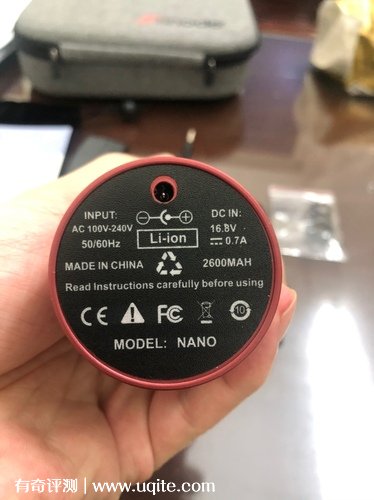 INPUT:
AC 100V-240V
50/60Hz
DC IN:
16.8V
0.7A
Li-ion
MADE IN CHINA
2600MAH
Read Instructions carefully before using
CE
FC
10
MODEL: NANO
有奇评测 | www.uqite.com